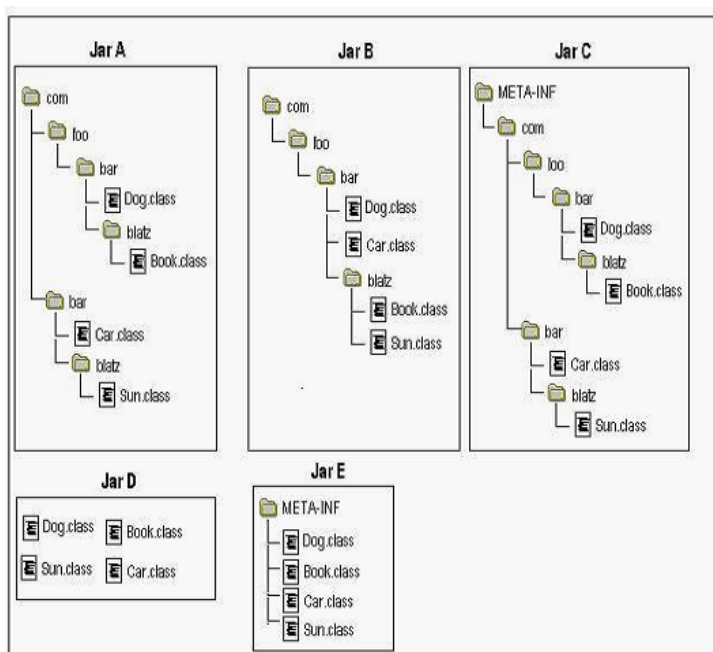 Jar A
com
foo
bar
Dog.class
blatz
Book.class
bar
Car.class
blatz
Sun.class
Jar B
com
foo
bar
Dog.class
Car.class
blatz
Book.class
Sun.class
Jar C
META-INF
com
foo
bar
Dog.class
blatz
Book.class
bar
Car.class
blatz
Sun.class
Jar D
Dog.class Book.class
Sun.class Car.class
Jar E
META-INF
Dog.class
Book.class
Car.class
Sun.class